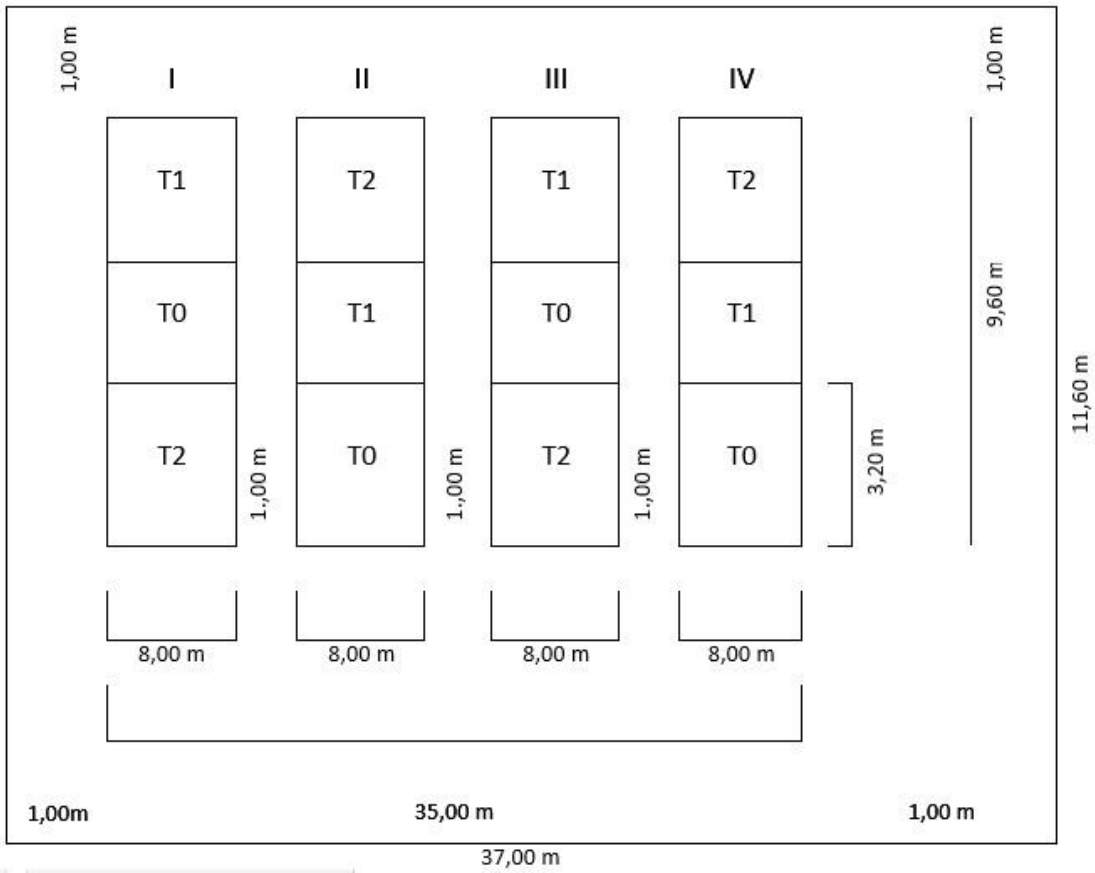 1,00 m
1,00 m
I II III IV
T1 T2 T1 T2
T0 T1 T0 T1
9,60 m
11,60 m
T2 T0 T2 T0
3,20 m
1.,00 m
1.,00 m
1.,00 m
8,00 m 8,00 m 8,00 m 8,00 m
1,00m 35,00 m 1,00 m
37,00 m